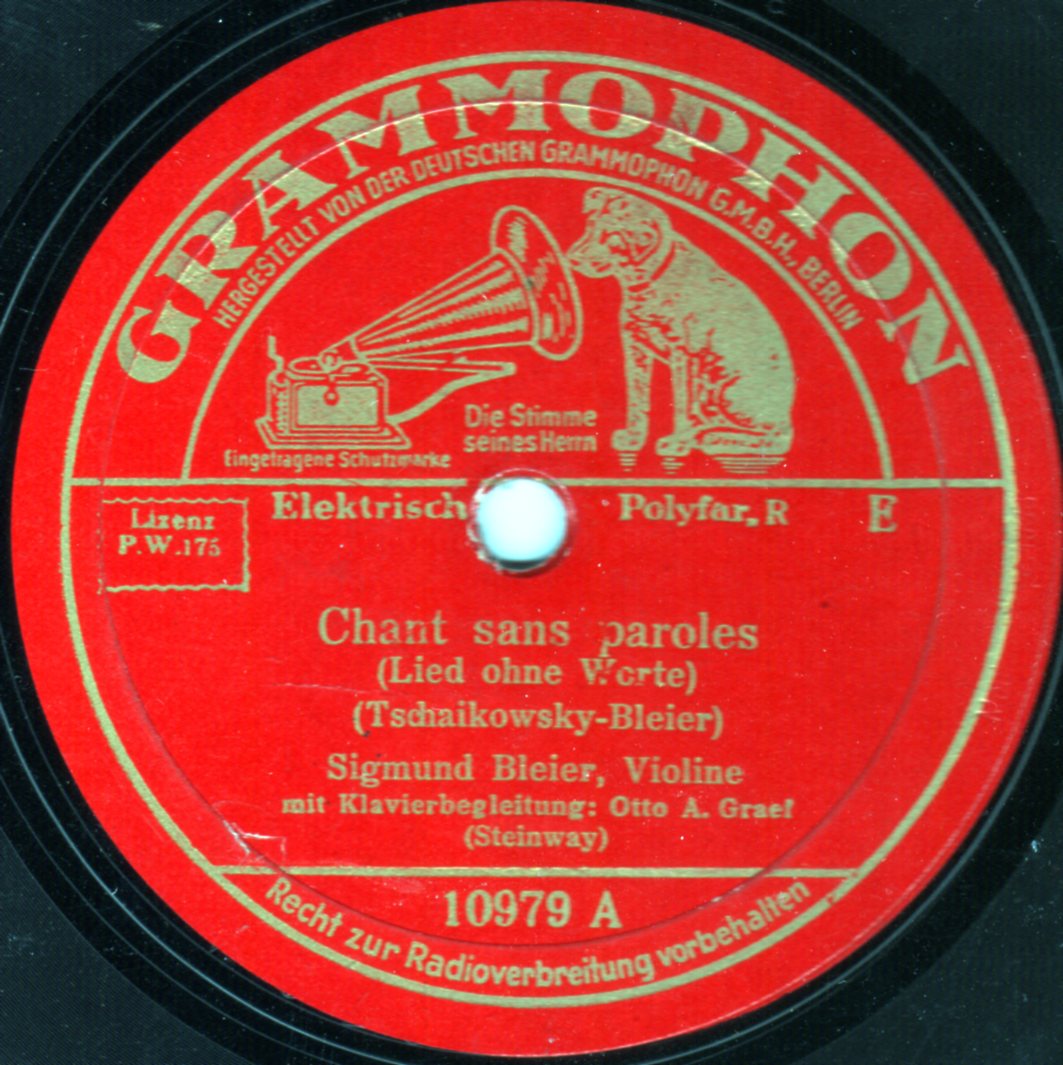 GRAMMOPHON
HERGESTELLT VON DER DEUTSCHEN GRAMMOPHON G.M.B.H., BERLIN
Die Stimme
seines Herrn
Eingetragene Schutzmarke
Elektrisch Polyfar, R E
Lizenz
P.W.175
Chant sans paroles
(Lied ohne Worte)
(Tschaikowsky-Bleier)
Sigmund Bleier, Violine
mit Klavierbegleitung: Otto A. Graef
(Steinway)
10979 A
Recht zur Radioverbreitung vorbehalten